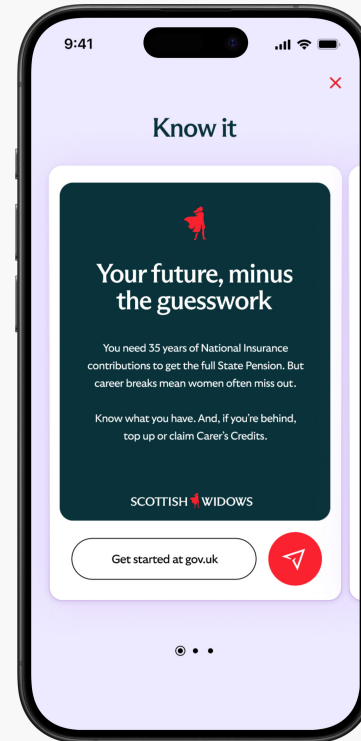 9:41
Know it
Your future, minus
the guesswork
You need 35 years of National Insurance
contributions to get the full State Pension. But
career breaks mean women often miss out.
Know what you have. And, if you’re behind,
top up or claim Carer’s Credits.
SCOTTISH WIDOWS
Get started at gov.uk